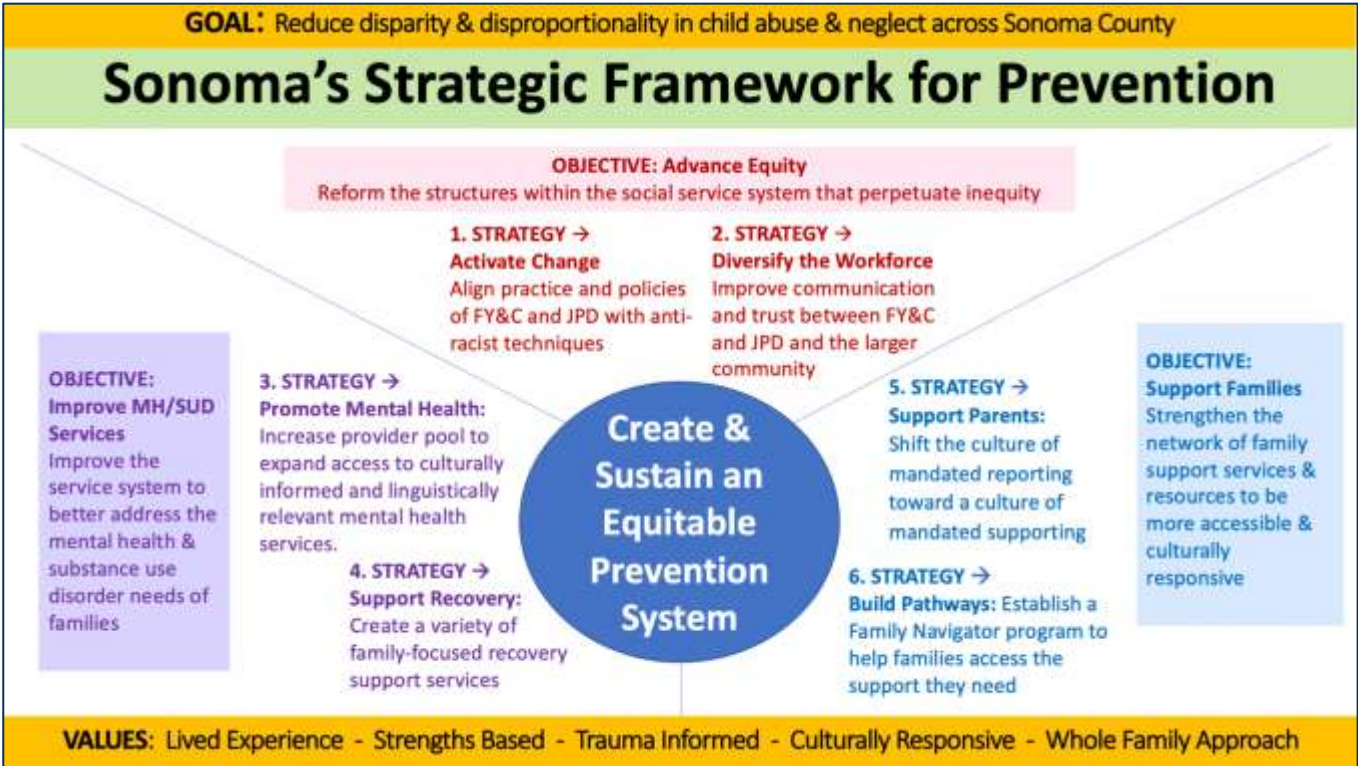 GOAL: Reduce disparity & disproportionality in child abuse & neglect across Sonoma County
Sonoma's Strategic Framework for Prevention
OBJECTIVE: Advance Equity
Reform the structures within the social service system that perpetuate inequity
1. STRATEGY →
Activate Change
Align practice and policies
of FY&C and JPD with anti-
racist techniques
2. STRATEGY →
Diversify the Workforce
Improve communication
and trust between FY&C
and JPD and the larger
community
OBJECTIVE:
Improve MH/SUD
Services
Improve the
service system to
better address the
mental health &
substance use
disorder needs of
families
3. STRATEGY →
Promote Mental Health:
Increase provider pool to
expand access to culturally
informed and linguistically
relevant mental health
services.
4. STRATEGY →
Support Recovery:
Create a variety of
family-focused recovery
support services
Create &
Sustain an
Equitable
Prevention
System
5. STRATEGY →
Support Parents:
Shift the culture of
mandated reporting
toward a culture of
mandated supporting
6. STRATEGY →
Build Pathways: Establish a
Family Navigator program to
help families access the
support they need
OBJECTIVE:
Support Families
Strengthen the
network of family
support services &
resources to be
more accessible &
culturally
responsive
VALUES: Lived Experience - Strengths Based - Trauma Informed - Culturally Responsive - Whole Family Approach